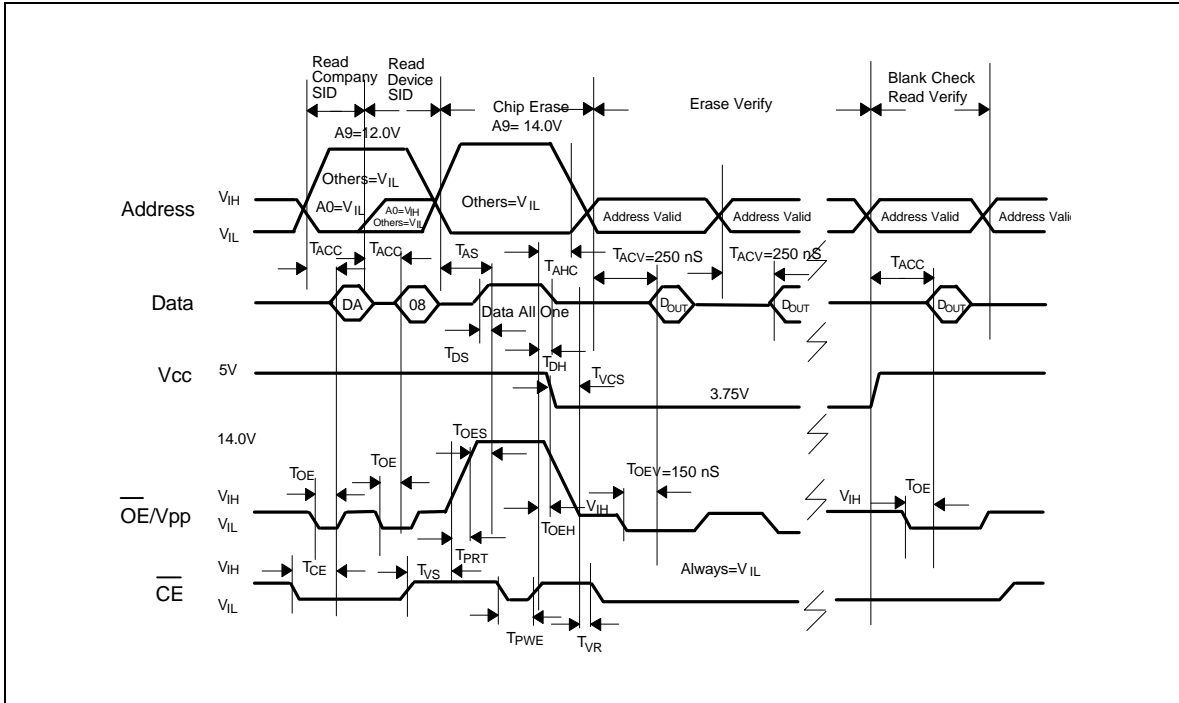 Read
Company
SID
Read
Device
SID
Chip Erase
Erase Verify
Blank Check
Read Verify
A9=12.0V
A9= 14.0V
Others=VIL
A0=VIL
A0=VIH
Others=VIL
Others=VIL
Address
VIH
VIL
Address Valid
Address Valid
Address Valid
Address Valid
TACC
TACC
TAS
TAHC
TACV=250 nS
TACV=250 nS
TACC
Data
DA
08
Data All One
DOUT
DOUT
DOUT
TDS
TDH
TVCS
Vcc
5V
3.75V
14.0V
TOE
TOE
TOES
TOEV=150 nS
TOE
OE/Vpp
VIH
VIL
VIH
VIH
TOEH
TPRT
CE
VIH
VIL
TCE
TVS
Always=VIL
TPWE
TVR